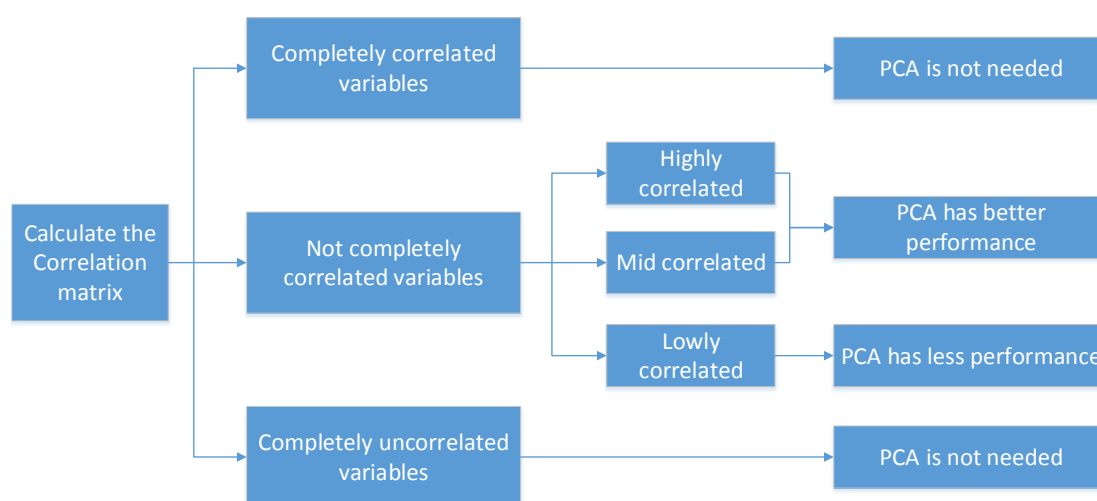 Completely correlated
variables
PCA is not needed
Highly
correlated
Calculate the
Correlation
matrix
Not completely
correlated variables
Mid correlated
PCA has better
performance
Lowly
correlated
PCA has less performance
Completely uncorrelated
variables
PCA is not needed